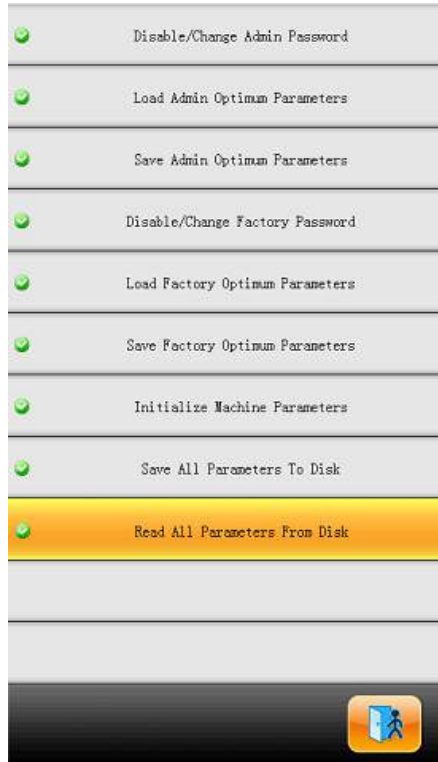 Disable/Change Admin Password
Load Admin Optimum Parameters
Save Admin Optimum Parameters
Disable/Change Factory Password
Load Factory Optimum Parameters
Save Factory Optimum Parameters
Initialize Machine Parameters
Save All Parameters To Disk
Read All Parameters From Disk